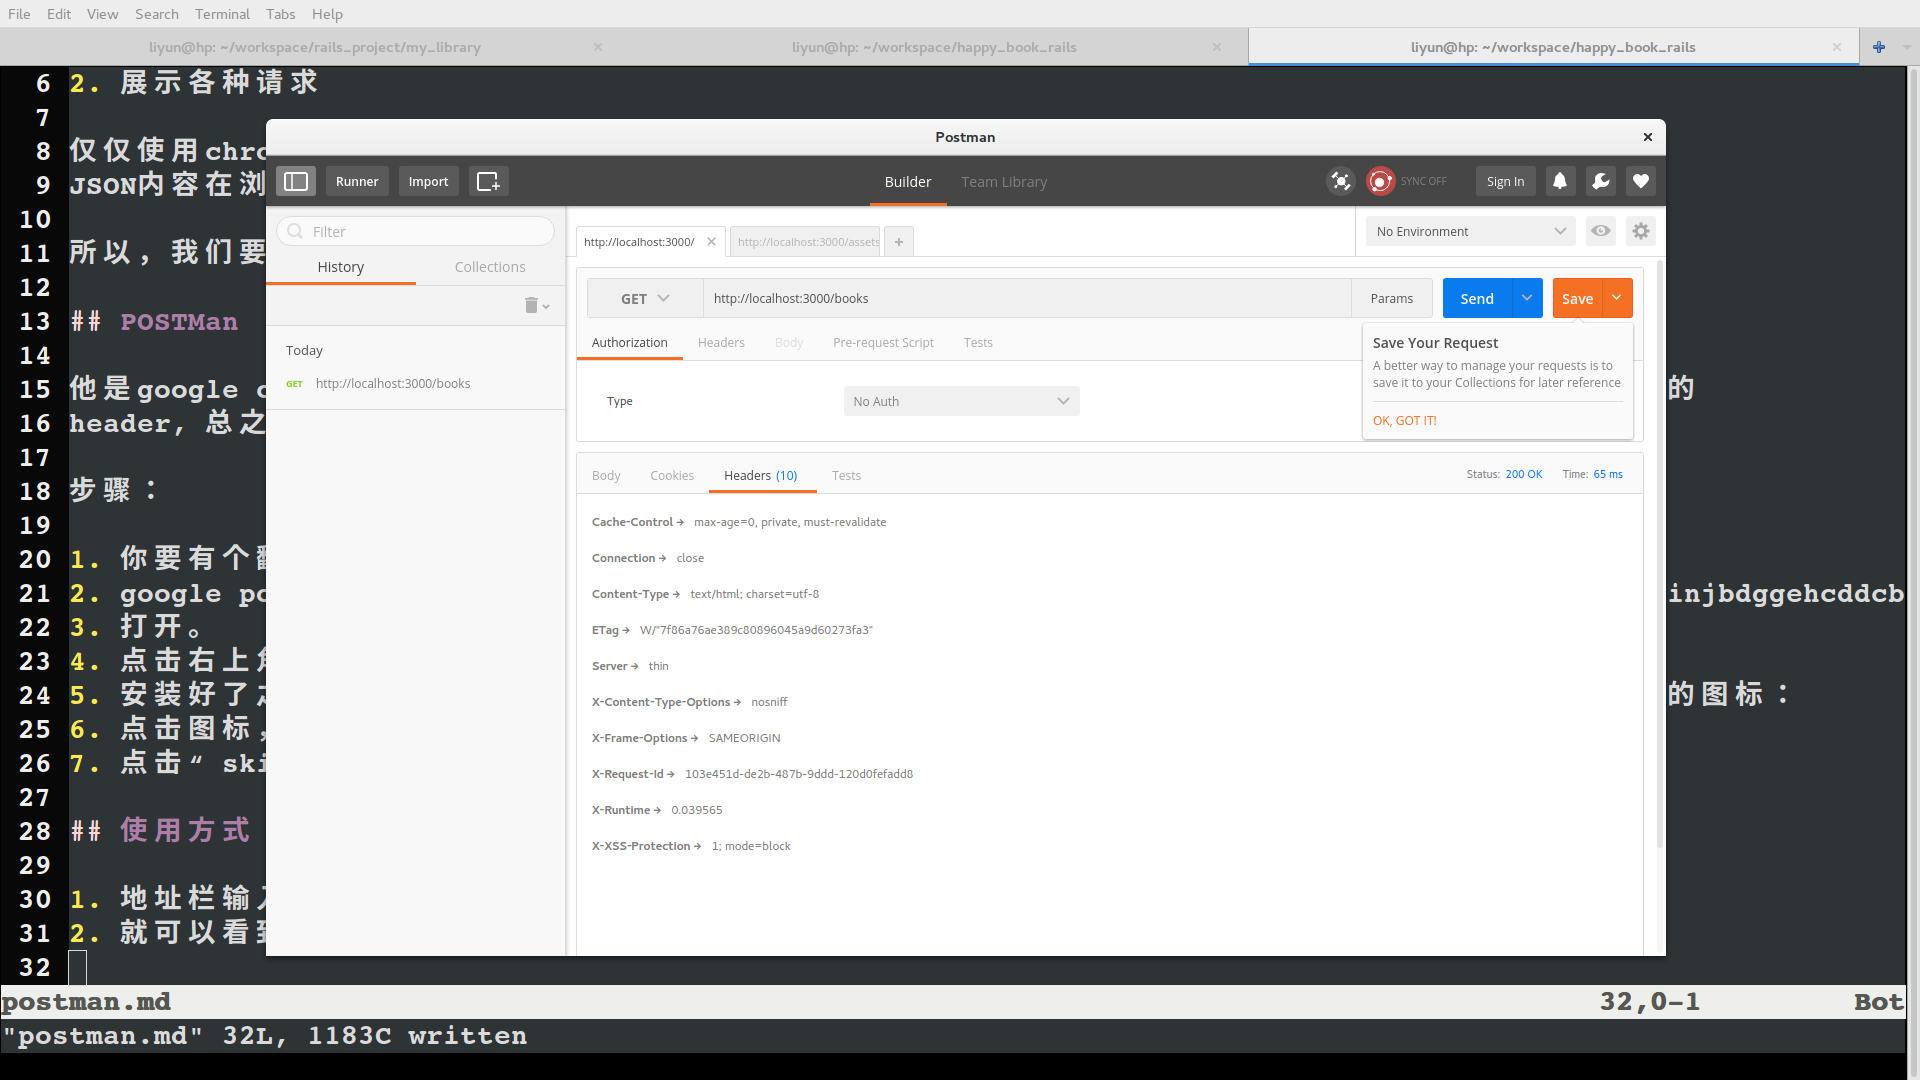 File Edit View Search Terminal Tabs Help
liyun@hp: ~/workspace/rails_project/my_library
liyun@hp: ~/workspace/happy_book_rails
liyun@hp: ~/workspace/happy_book_rails
6 2. 展示各种请求
7
8 仅仅使用chro
9 JSON内容在浏
10
11 所以，我们要
12
13 ## POSTMan
14
15 他是google c 的
16 header, 总之
17
18 步骤：
19
20 1. 你要有个
21 2. google po injbdggehcddcb
22 3. 打开。
23 4. 点击右上
24 5. 安装好了 的图标：
25 6. 点击图标，
26 7. 点击“ ski
27
28 ## 使用方式
29
30 1. 地址栏输
31 2. 就可以看
32
postman.md 32,0-1 Bot
"postman.md" 32L, 1183C written
Postman
Runner Import Builder Team Library SYNC OFF Sign In
Filter
History Collections
Today
GET http://localhost:3000/books
http://localhost:3000/ http://localhost:3000/assets + No Environment
GET http://localhost:3000/books Params Send Save
Authorization Headers Body Pre-request Script Tests
Type No Auth
Save Your Request
A better way to manage your requests is to
save it to your Collections for later reference
OK, GOT IT!
Body Cookies Headers (10) Tests Status: 200 OK Time: 65 ms
Cache-Control → max-age=0, private, must-revalidate
Connection → close
Content-Type → text/html; charset=utf-8
ETag → W/"7f86a76ae389c80896045a9d60273fa3"
Server → thin
X-Content-Type-Options → nosniff
X-Frame-Options → SAMEORIGIN
X-Request-Id → 103e451d-de2b-487b-9ddd-120d0fefadd8
X-Runtime → 0.039565
X-XSS-Protection → 1; mode=block